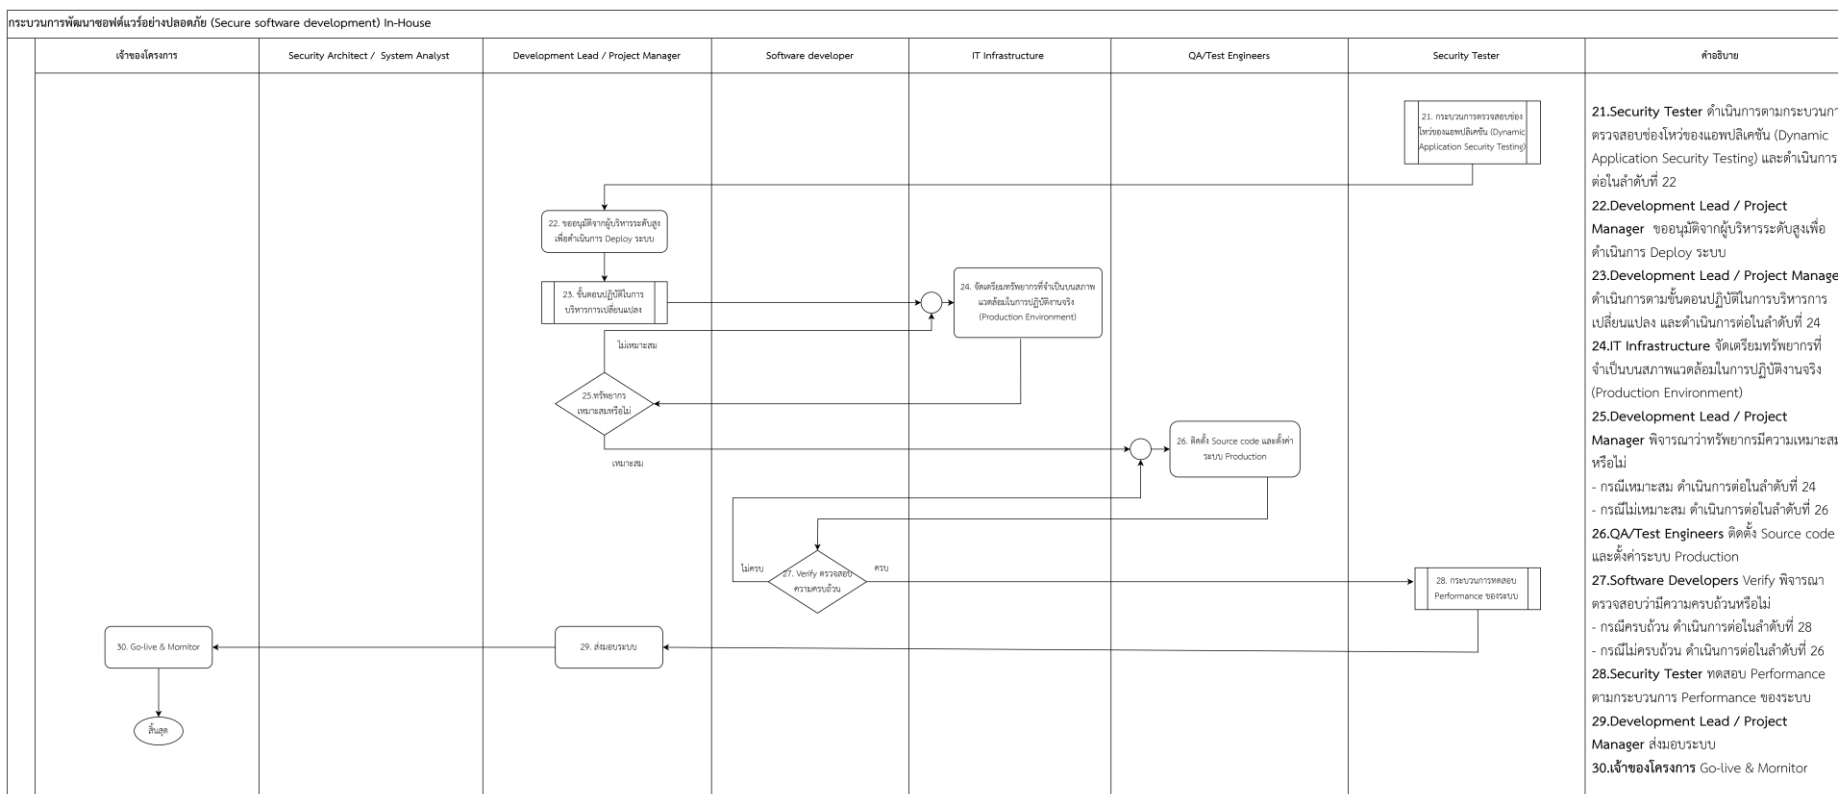 กระบวนการพัฒนาซอฟต์แวร์อย่างปลอดภัย (Secure software development) In-House
เจ้าของโครงการ
Security Architect / System Analyst
Development Lead / Project Manager
Software developer
IT Infrastructure
QA/Test Engineers
Security Tester
คำอธิบาย
21. กระบวนการตรวจสอบช่อง
โหว่ของแอพปลิเคชัน (Dynamic
Application Security Testing)
22. ขออนุมัติจากผู้บริหารระดับสูง
เพื่อดำเนินการ Deploy ระบบ
23. ขั้นตอนปฏิบัติในการ
บริหารการเปลี่ยนแปลง
24. จัดเตรียมทรัพยากรที่จำเป็นบนสภาพ
แวดล้อมในการปฏิบัติงานจริง
(Production Environment)
ไม่เหมาะสม
25.ทรัพยากร
เหมาะสมหรือไม่
เหมาะสม
26. ติดตั้ง Source code และตั้งค่า
ระบบ Production
ไม่ครบ
27. Verify ตรวจสอบ
ความครบถ้วน
ครบ
28. กระบวนการทดสอบ
Performance ของระบบ
29. ส่งมอบระบบ
30. Go-live & Mornitor
สิ้นสุด
21.Security Tester ดำเนินการตามกระบวนกา
ตรวจสอบช่องโหว่ของแอพปลิเคชัน (Dynamic
Application Security Testing) และดำเนินการ
ต่อในลำดับที่ 22
22.Development Lead / Project
Manager ขออนุมัติจากผู้บริหารระดับสูงเพื่อ
ดำเนินการ Deploy ระบบ
23.Development Lead / Project Manage
ดำเนินการตามขั้นตอนปฏิบัติในการบริหารการ
เปลี่ยนแปลง และดำเนินการต่อในลำดับที่ 24
24.IT Infrastructure จัดเตรียมทรัพยากรที่
จำเป็นบนสภาพแวดล้อมในการปฏิบัติงานจริง
(Production Environment)
25.Development Lead / Project
Manager พิจารณาว่าทรัพยากรมีความเหมาะสม
หรือไม่
- กรณีเหมาะสม ดำเนินการต่อในลำดับที่ 24
- กรณีไม่เหมาะสม ดำเนินการต่อในลำดับที่ 26
26.QA/Test Engineers ติดตั้ง Source code
และตั้งค่าระบบ Production
27.Software Developers Verify พิจารณา
ตรวจสอบว่ามีความครบถ้วนหรือไม่
- กรณีครบถ้วน ดำเนินการต่อในลำดับที่ 28
- กรณีไม่ครบถ้วน ดำเนินการต่อในลำดับที่ 26
28.Security Tester ทดสอบ Performance
ตามกระบวนการ Performance ของระบบ
29.Development Lead / Project
Manager ส่งมอบระบบ
30.เจ้าของโครงการ Go-live & Mornitor